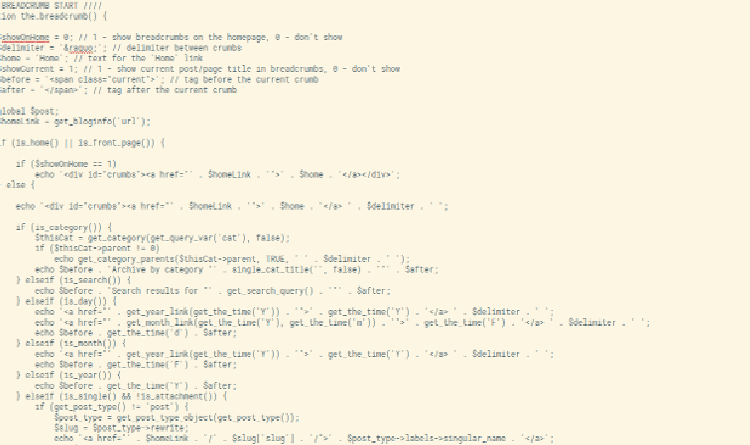 BREADCRUMB START ////
tion the_breadcrumb() {
$showOnHome = 0; // 1 - show breadcrumbs on the homepage, 0 - don't show
$delimiter = '&raquo;'; // delimiter between crumbs
$home = 'Home'; // text for the 'Home' link
$showCurrent = 1; // 1 - show current post/page title in breadcrumbs, 0 - don't show
$before = '<span class="current">'; // tag before the current crumb
$after = '</span>'; // tag after the current crumb
global $post;
$homeLink = get_bloginfo('url');
if (is_home() || is_front_page()) {
if ($showOnHome == 1)
echo '<div id="crumbs"><a href="' . $homeLink . '">' . $home . '</a></div>';
else {
echo '<div id="crumbs"><a href="' . $homeLink . '">' . $home . '</a> ' . $delimiter . ' ';
if (is_category()) {
$thisCat = get_category(get_query_var('cat'), false);
if ($thisCat->parent != 0)
echo get_category_parents($thisCat->parent, TRUE, ' ' . $delimiter . ' ');
echo $before . 'Archive by category "' . single_cat_title('', false) . '"' . $after;
} elseif (is_search()) {
echo $before . 'Search results for "' . get_search_query() . '"' . $after;
} elseif (is_day()) {
echo '<a href="' . get_year_link(get_the_time('Y')) . '">' . get_the_time('Y') . '</a> ' . $delimiter . ' ';
echo '<a href="' . get_month_link(get_the_time('Y'), get_the_time('m')) . '">' . get_the_time('F') . '</a> ' . $delimiter . ' ';
echo $before . get_the_time('d') . $after;
} elseif (is_month()) {
echo '<a href="' . get_year_link(get_the_time('Y')) . '">' . get_the_time('Y') . '</a> ' . $delimiter . ' ';
echo $before . get_the_time('F') . $after;
} elseif (is_year()) {
echo $before . get_the_time('Y') . $after;
} elseif (is_single() && !is_attachment()) {
if (get_post_type() != 'post') {
$post_type = get_post_type_object(get_post_type());
$slug = $post_type->rewrite;
echo '<a href="' . $homeLink . '/' . $slug['slug'] . '/">' . $post_type->labels->singular_name . '</a>';